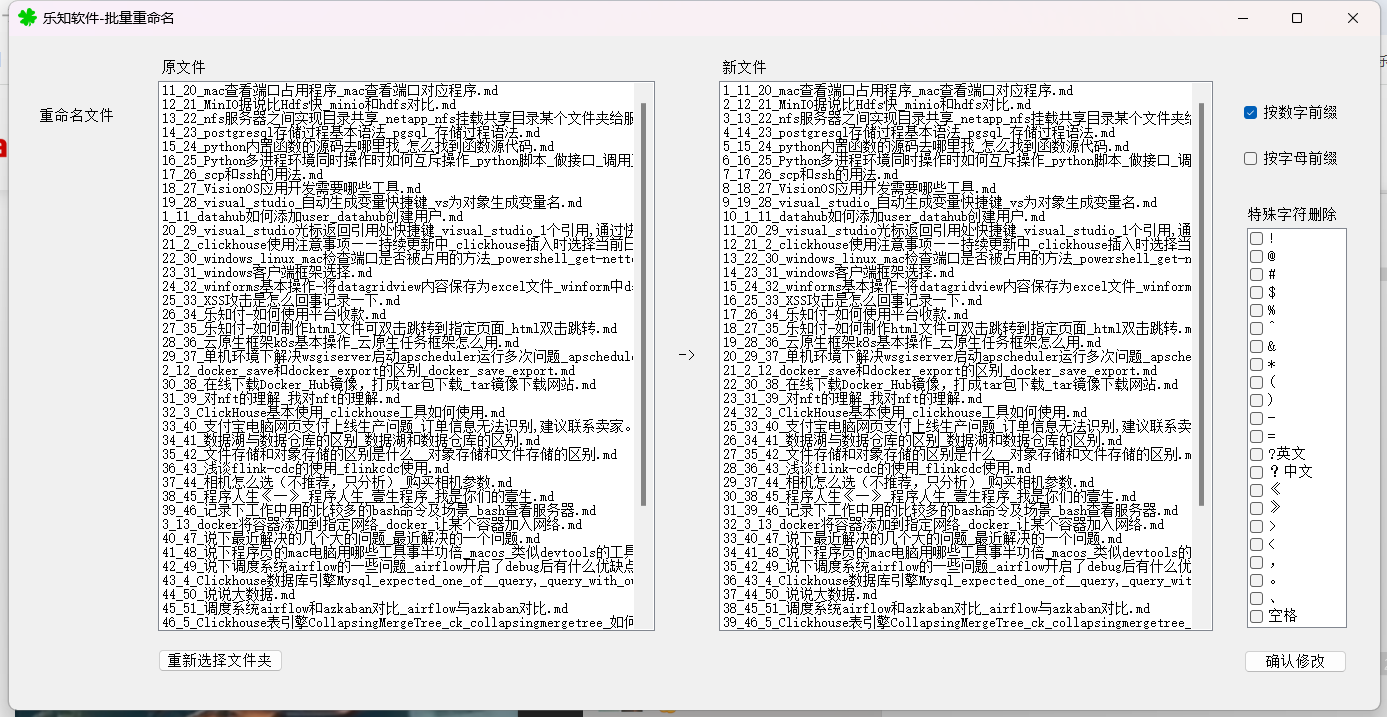 乐知软件-批量重命名
原文件
新文件
重命名文件
11_20_mac查看端口占用程序_mac查看端口对应程序.md
12_21_MinIO据说比Hdfs快_minio和hdfs对比.md
13_22_nfs服务器之间实现目录共享_netapp_nfs挂载共享目录某个文件夹给服
14_23_postgresql存储过程基本语法_pgsql_存储过程语法.md
15_24_python内置函数的源码去哪里找_怎么找到函数源代码.md
16_25_Python多进程环境同时操作时如何互斥操作_python脚本_做接口_调用
17_26_scp和ssh的用法.md
18_27_VisionOS应用开发需要哪些工具.md
19_28_visual_studio_自动生成变量快捷键_vs为对象生成变量名.md
1_11_datahub如何添加user_datahub创建用户.md
20_29_visual_studio光标返回引用处快捷键_visual_studio_1个引用,通过快
21_2_clickhouse使用注意事项——持续更新中_clickhouse插入时选择当前日
22_30_windows_linux_mac检查端口是否被占用的方法_powershell_get-nett
23_31_windows客户端框架选择.md
24_32_winforms基本操作-将datagridview内容保存为excel文件_winform中d
25_33_XSS攻击是怎么回事记录一下.md
26_34_乐知付-如何使用平台收款.md
27_35_乐知付-如何制作html文件可双击跳转到指定页面_html双击跳转.md
28_36_云原生框架k8s基本操作_云原生任务框架怎么用.md
29_37_单机环境下解决wsgiserver启动apscheduler运行多次问题_apschedul
2_12_docker_save和docker_export的区别_docker_save_export.md
30_38_在线下载Docker_Hub镜像，打成tar包下载_tar镜像下载网站.md
31_39_对nft的理解_我对nft的理解.md
32_3_ClickHouse基本使用_clickhouse工具如何使用.md
33_40_支付宝电脑网页支付上线生产问题_订单信息无法识别,建议联系卖家。
34_41_数据湖与数据仓库的区别_数据湖和数据仓库的区别.md
35_42_文件存储和对象存储的区别是什么__对象存储和文件存储的区别.md
36_43_浅谈flink-cdc的使用_flinkcdc使用.md
37_44_相机怎么选（不推荐，只分析）_购买相机参数.md
38_45_程序人生《一》_程序人生_壹生程序_我是你们的壹生.md
39_46_记录下工作中用的比较多的bash命令及场景_bash查看服务器.md
3_13_docker将容器添加到指定网络_docker_让某个容器加入网络.md
40_47_说下最近解决的几个大的问题_最近解决的一个问题.md
41_48_说下程序员的mac电脑用哪些工具事半功倍_macos_类似devtools的工具
42_49_说下调度系统airflow的一些问题_airflow开启了debug后有什么优缺点
43_4_Clickhouse数据库引擎Mysql_expected_one_of__query,_query_with_ou
44_50_说说大数据.md
45_51_调度系统airflow和azkaban对比_airflow与azkaban对比.md
46_5_Clickhouse表引擎CollapsingMergeTree_ck_collapsingmergetree_如何
-->
1_11_20_mac查看端口占用程序_mac查看端口对应程序.md
2_12_21_MinIO据说比Hdfs快_minio和hdfs对比.md
3_13_22_nfs服务器之间实现目录共享_netapp_nfs挂载共享目录某个文件夹给
4_14_23_postgresql存储过程基本语法_pgsql_存储过程语法.md
5_15_24_python内置函数的源码去哪里找_怎么找到函数源代码.md
6_16_25_Python多进程环境同时操作时如何互斥操作_python脚本_做接口_调
7_17_26_scp和ssh的用法.md
8_18_27_VisionOS应用开发需要哪些工具.md
9_19_28_visual_studio_自动生成变量快捷键_vs为对象生成变量名.md
10_1_11_datahub如何添加user_datahub创建用户.md
11_20_29_visual_studio光标返回引用处快捷键_visual_studio_1个引用,通
12_21_2_clickhouse使用注意事项——持续更新中_clickhouse插入时选择当
13_22_30_windows_linux_mac检查端口是否被占用的方法_powershell_get-n
14_23_31_windows客户端框架选择.md
15_24_32_winforms基本操作-将datagridview内容保存为excel文件_winform
16_25_33_XSS攻击是怎么回事记录一下.md
17_26_34_乐知付-如何使用平台收款.md
18_27_35_乐知付-如何制作html文件可双击跳转到指定页面_html双击跳转.m
19_28_36_云原生框架k8s基本操作_云原生任务框架怎么用.md
20_29_37_单机环境下解决wsgiserver启动apscheduler运行多次问题_apsche
21_2_12_docker_save和docker_export的区别_docker_save_export.md
22_30_38_在线下载Docker_Hub镜像，打成tar包下载_tar镜像下载网站.md
23_31_39_对nft的理解_我对nft的理解.md
24_32_3_ClickHouse基本使用_clickhouse工具如何使用.md
25_33_40_支付宝电脑网页支付上线生产问题_订单信息无法识别,建议联系卖
26_34_41_数据湖与数据仓库的区别_数据湖和数据仓库的区别.md
27_35_42_文件存储和对象存储的区别是什么__对象存储和文件存储的区别.m
28_36_43_浅谈flink-cdc的使用_flinkcdc使用.md
29_37_44_相机怎么选（不推荐，只分析）_购买相机参数.md
30_38_45_程序人生《一》_程序人生_壹生程序_我是你们的壹生.md
31_39_46_记录下工作中用的比较多的bash命令及场景_bash查看服务器.md
32_3_13_docker将容器添加到指定网络_docker_让某个容器加入网络.md
33_40_47_说下最近解决的几个大的问题_最近解决的一个问题.md
34_41_48_说下程序员的mac电脑用哪些工具事半功倍_macos_类似devtools的
35_42_49_说下调度系统airflow的一些问题_airflow开启了debug后有什么优
36_43_4_Clickhouse数据库引擎Mysql_expected_one_of__query,_query_wit
37_44_50_说说大数据.md
38_45_51_调度系统airflow和azkaban对比_airflow与azkaban对比.md
39_46_5_Clickhouse表引擎CollapsingMergeTree_ck_collapsingmergetree_
按数字前缀
按字母前缀
特殊字符删除
!
@
#
$
%
^
&
*
(
)
-
=
?英文
？中文
《
》
>
<
，
。
、
空格
重新选择文件夹
确认修改